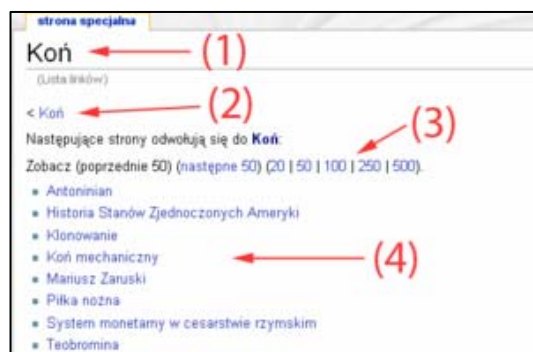 strona specjalna
Koń (1)
(Lista linków)
< Koń (2)
Następujące strony odwołują się do Koń: (3)
Zobacz (poprzednie 50) (następne 50) (20 | 50 | 100 | 250 | 500).
Antoninian
Historia Stanów Zjednoczonych Ameryki
Klonowanie
Koń mechaniczny (4)
Mariusz Zaruski
Piłka nożna
System monetarny w cesarstwie rzymskim
Teobromina